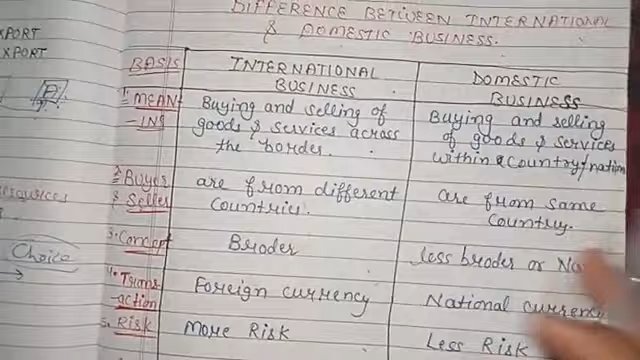 DIFFERENCE BETWEEN INTERNATIONAL
& DOMESTIC BUSINESS.
XPORT
XPORT
Resources
Choice
BASIS
INTERNATIONAL
BUSINESS
DOMESTIC
BUSINESS
1. MEAN
-ING
Buying and selling of
goods & services across
the border.
Buying and selling
of goods & services
within a country/nation
2. Buyer
& Seller
are from different
Countries.
are from same
Country.
3. Concept
Broder
less broder or
4. Trans
-action
Foreign currency
National currency
5. Risk
More Risk
Less Risk